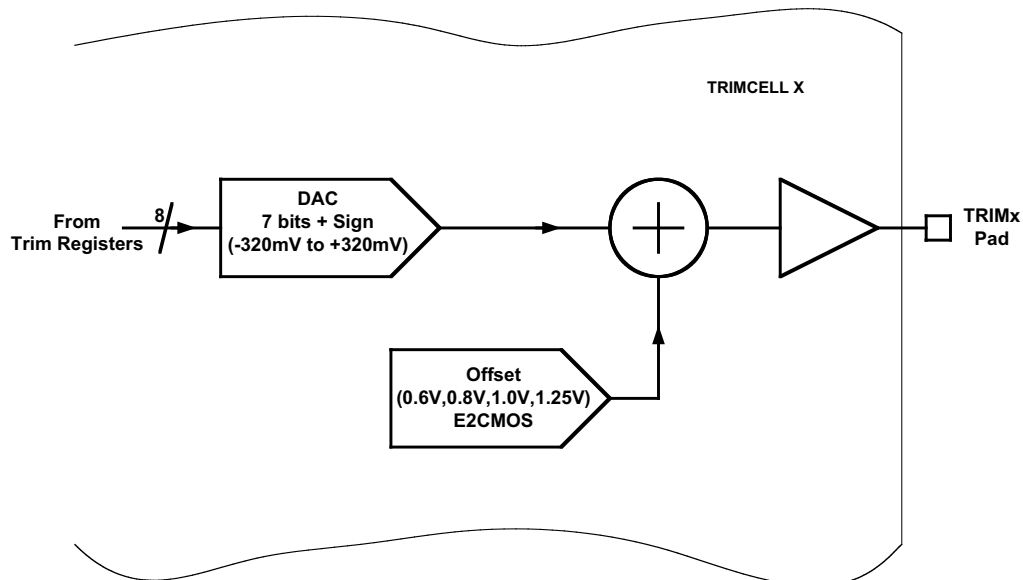 TRIMCELL X
DAC
7 bits + Sign
(-320mV to +320mV)
8
From
Trim Registers
TRIMx
Pad
Offset
(0.6V,0.8V,1.0V,1.25V)
E2CMOS